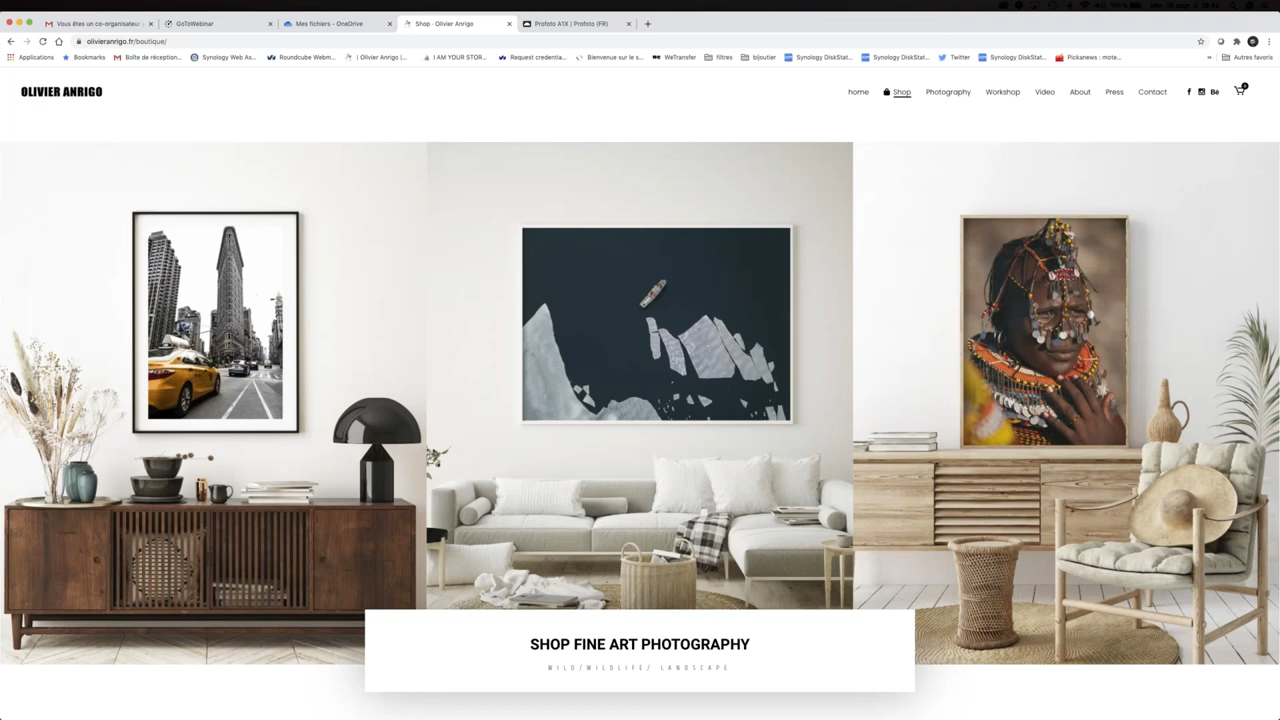 Vous êtes un co-organisateur
GoToWebinar
Mes fichiers - OneDrive
Shop - Olivier Anrigo
Profoto A1X | Profoto (FR)
olivieranrigo.fr/boutique/
Applications
Bookmarks
Boîte de réception...
Synology Web As...
Roundcube Webm...
| Olivier Anrigo |...
I AM YOUR STOR...
Request credentia...
Bienvenue sur le s...
WeTransfer
filtres
bijoutier
Synology DiskStat...
Synology DiskStat...
Twitter
Synology DiskStat...
Pickanews : mote...
Autres favoris
OLIVIER ANRIGO
home
Shop
Photography
Workshop
Video
About
Press
Contact
Bē
0
SHOP FINE ART PHOTOGRAPHY
WILD/WILDLIFE/ LANDSCAPE